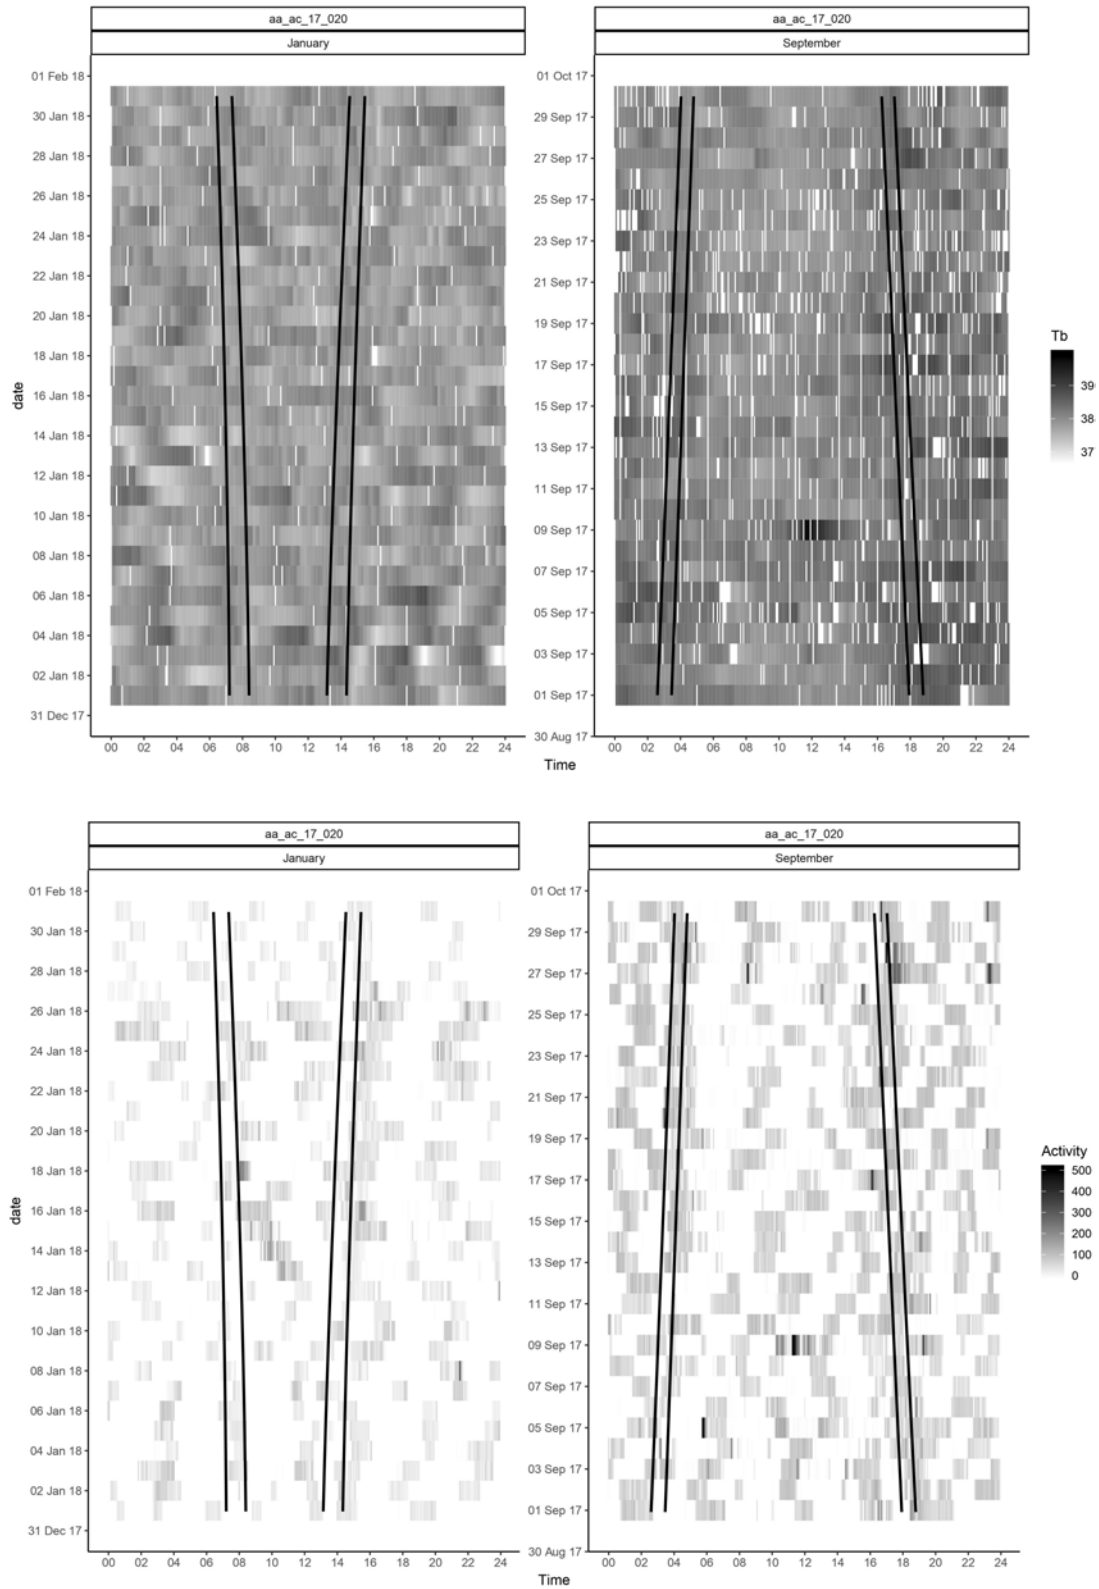 aa_ac_17_020
January
01 Feb 18
30 Jan 18
28 Jan 18
26 Jan 18
24 Jan 18
22 Jan 18
20 Jan 18
18 Jan 18
16 Jan 18
14 Jan 18
12 Jan 18
10 Jan 18
08 Jan 18
06 Jan 18
04 Jan 18
02 Jan 18
31 Dec 17
date
00 02 04 06 08 10 12 14 16 18 20 22 24
aa_ac_17_020
September
01 Oct 17
29 Sep 17
27 Sep 17
25 Sep 17
23 Sep 17
21 Sep 17
19 Sep 17
17 Sep 17
15 Sep 17
13 Sep 17
11 Sep 17
09 Sep 17
07 Sep 17
05 Sep 17
03 Sep 17
01 Sep 17
30 Aug 17
00 02 04 06 08 10 12 14 16 18 20 22 24
Time
Tb
39
38
37
aa_ac_17_020
January
01 Feb 18
30 Jan 18
28 Jan 18
26 Jan 18
24 Jan 18
22 Jan 18
20 Jan 18
18 Jan 18
16 Jan 18
14 Jan 18
12 Jan 18
10 Jan 18
08 Jan 18
06 Jan 18
04 Jan 18
02 Jan 18
31 Dec 17
date
00 02 04 06 08 10 12 14 16 18 20 22 24
aa_ac_17_020
September
01 Oct 17
29 Sep 17
27 Sep 17
25 Sep 17
23 Sep 17
21 Sep 17
19 Sep 17
17 Sep 17
15 Sep 17
13 Sep 17
11 Sep 17
09 Sep 17
07 Sep 17
05 Sep 17
03 Sep 17
01 Sep 17
30 Aug 17
00 02 04 06 08 10 12 14 16 18 20 22 24
Time
Activity
500
400
300
200
100
0